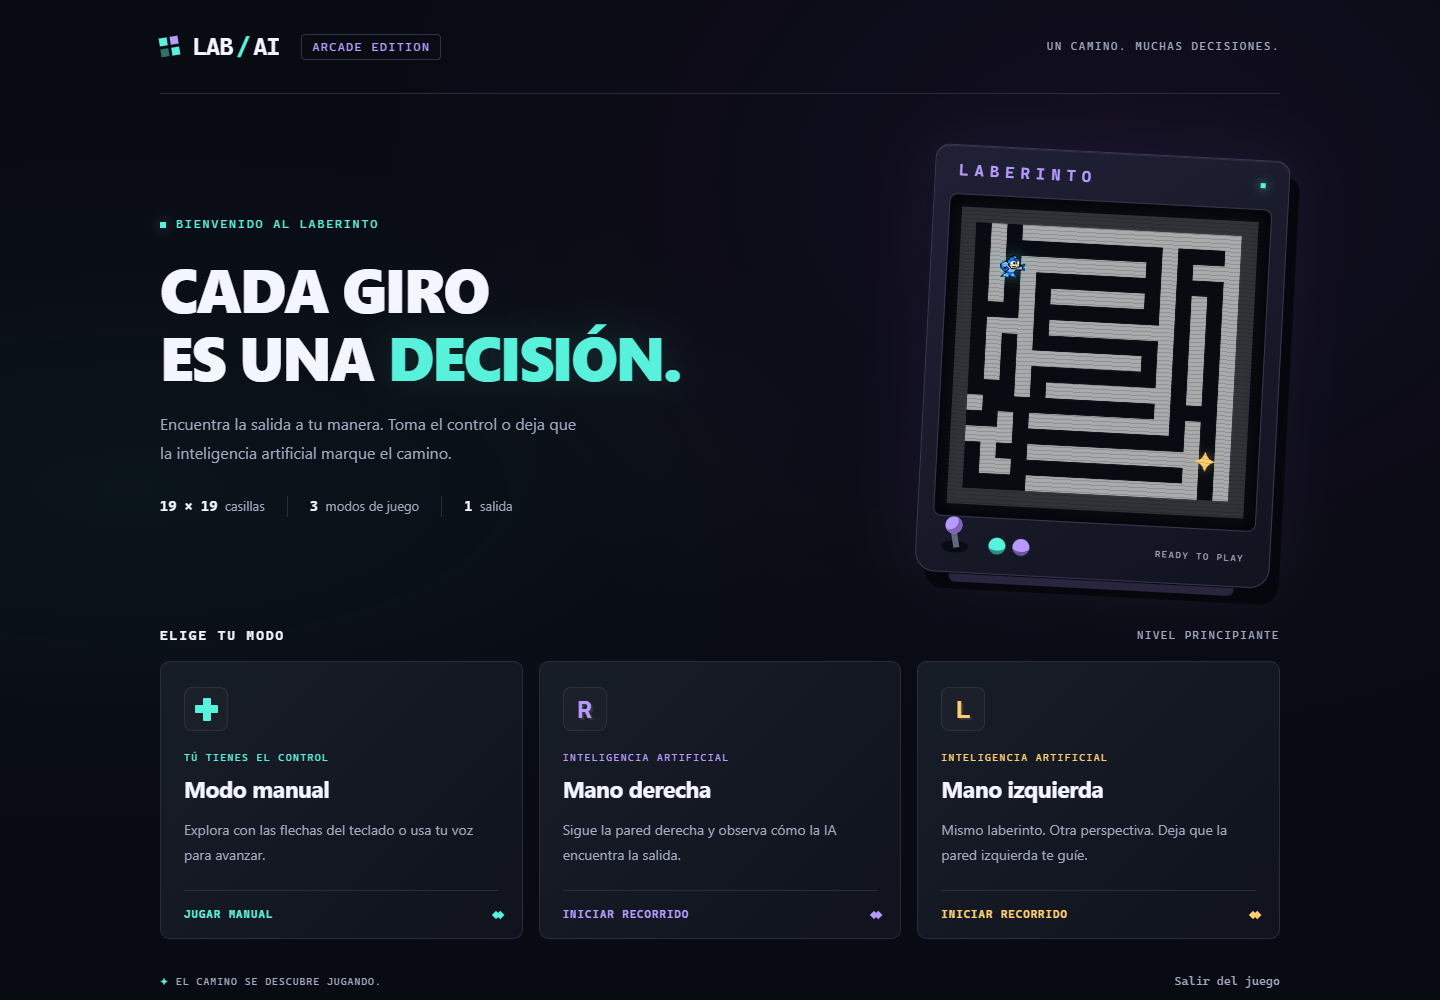 LAB/AI
ARCADE EDITION
UN CAMINO. MUCHAS DECISIONES.
LABERINTO
BIENVENIDO AL LABERINTO
CADA GIRO
ES UNA DECISIÓN.
Encuentra la salida a tu manera. Toma el control o deja que
la inteligencia artificial marque el camino.
19 × 19 casillas
3 modos de juego
1 salida
READY TO PLAY
ELIGE TU MODO
NIVEL PRINCIPIANTE
TÚ TIENES EL CONTROL
Modo manual
Explora con las flechas del teclado o usa tu voz
para avanzar.
JUGAR MANUAL
R
INTELIGENCIA ARTIFICIAL
Mano derecha
Sigue la pared derecha y observa cómo la IA
encuentra la salida.
INICIAR RECORRIDO
L
INTELIGENCIA ARTIFICIAL
Mano izquierda
Mismo laberinto. Otra perspectiva. Deja que la
pared izquierda te guíe.
INICIAR RECORRIDO
EL CAMINO SE DESCUBRE JUGANDO.
Salir del juego